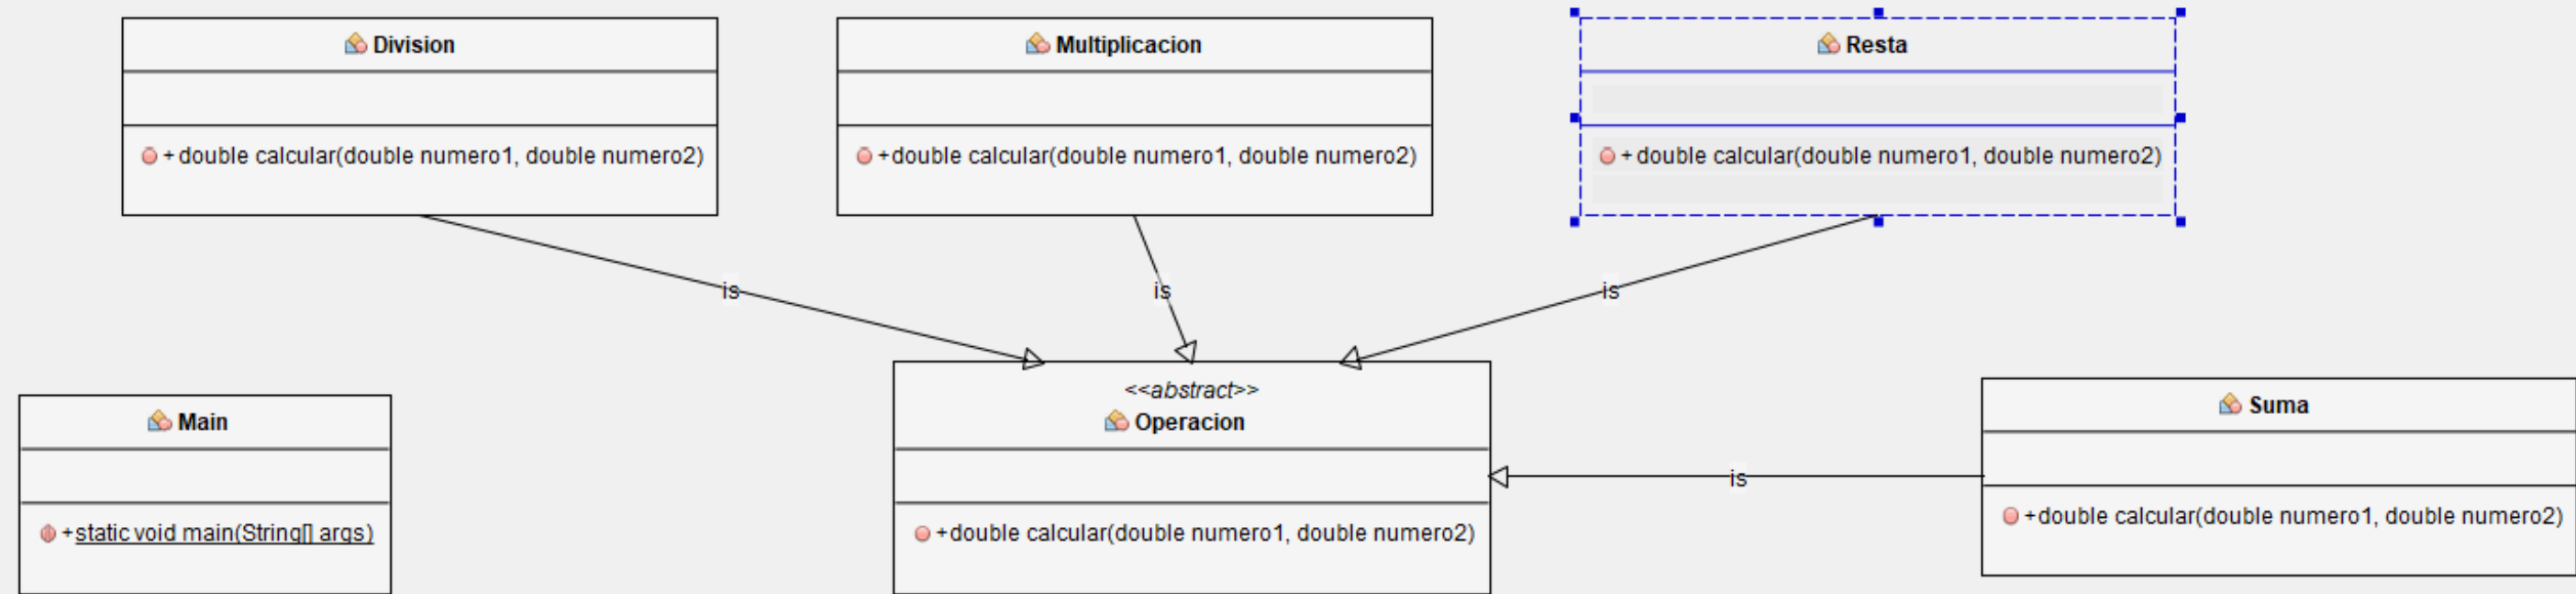 Division
+ double calcular(double numero1, double numero2)
Multiplicacion
+double calcular(double numero1, double numero2)
Resta
+ double calcular(double numero1, double numero2)
is
is
is
Main
+static void main(String[] args)
<<abstract>>
Operacion
+double calcular(double numero1, double numero2)
is
Suma
+double calcular(double numero1, double numero2)